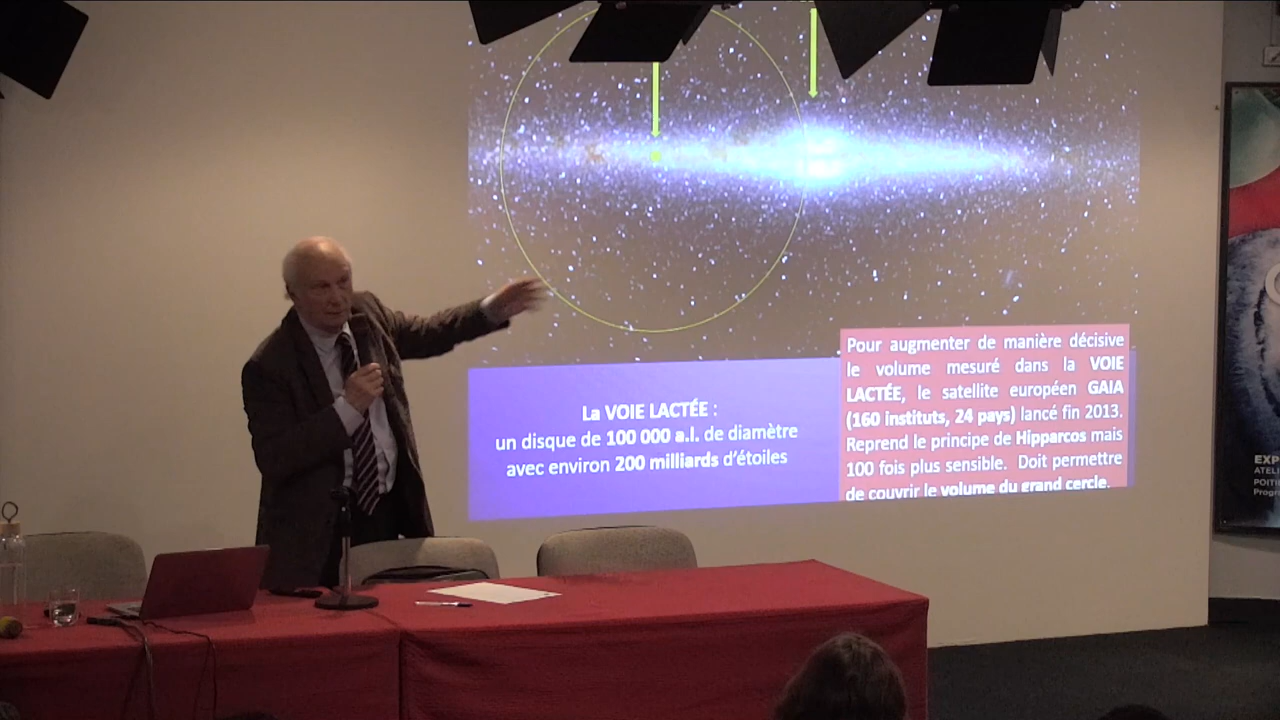 La VOIE LACTÉE :
un disque de 100 000 a.l. de diamètre
avec environ 200 milliards d'étoiles
Pour augmenter de manière décisive
le volume mesuré dans la VOIE
LACTÉE, le satellite européen GAIA
(160 instituts, 24 pays) lancé fin 2013.
Reprend le principe de Hipparcos mais
100 fois plus sensible. Doit permettre
de couvrir le volume du grand cercle.
EXP
ATELI
POITI
Progr